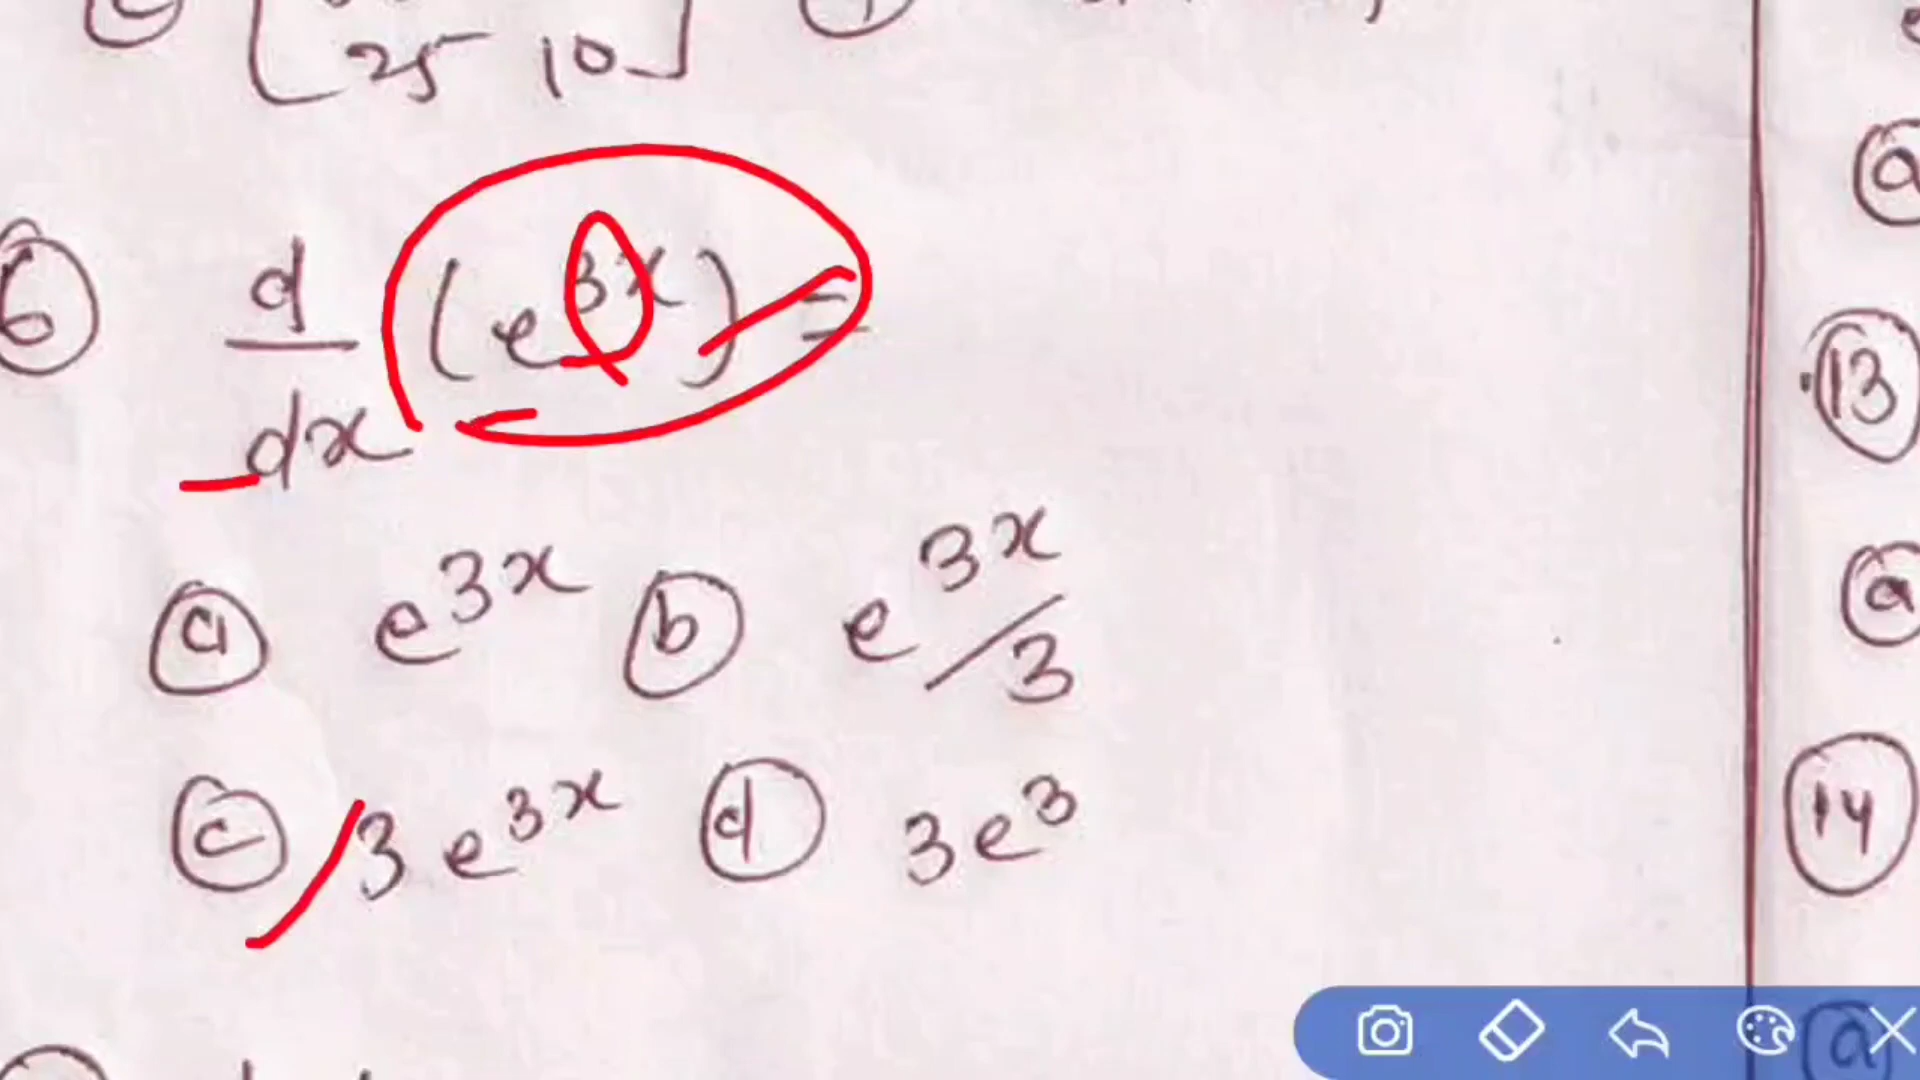 25 10
6 d/dx (e^3x) =
a e^3x b e^3x/3
c 3e^3x d 3e^3
a
13
a
14
a